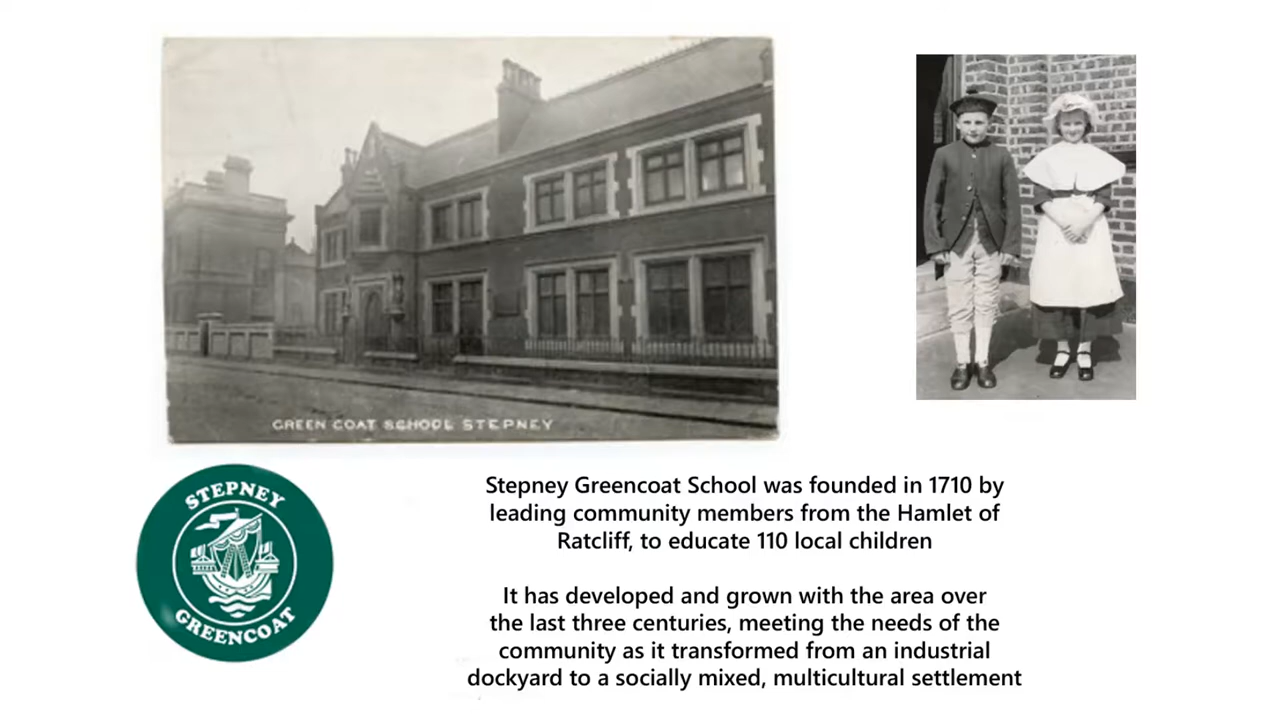 GREEN COAT SCHOOL STEPNEY
STEPNEY
GREENCOAT
Stepney Greencoat School was founded in 1710 by
leading community members from the Hamlet of
Ratcliff, to educate 110 local children
It has developed and grown with the area over
the last three centuries, meeting the needs of the
community as it transformed from an industrial
dockyard to a socially mixed, multicultural settlement